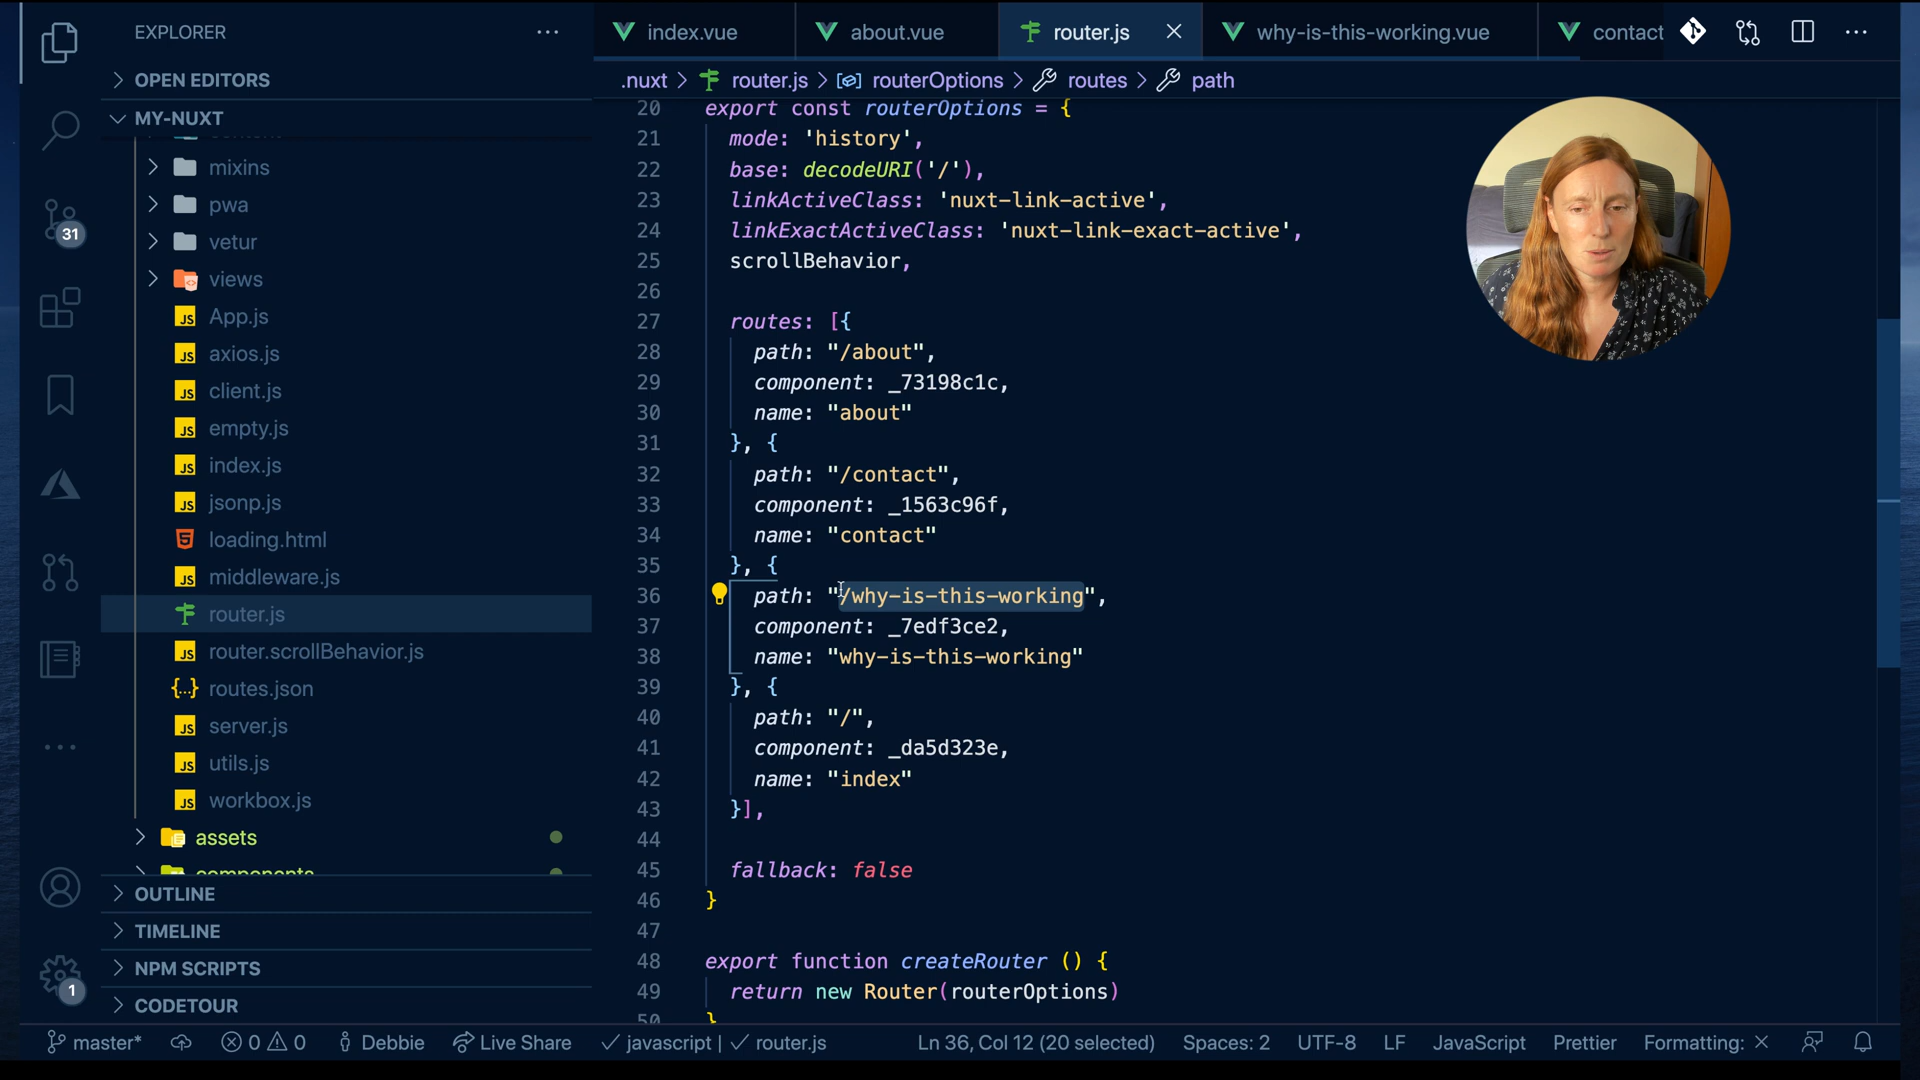 EXPLORER
OPEN EDITORS
MY-NUXT
mixins
pwa
vetur
views
App.js
axios.js
client.js
empty.js
index.js
jsonp.js
loading.html
middleware.js
router.js
router.scrollBehavior.js
routes.json
server.js
utils.js
workbox.js
assets
components
OUTLINE
TIMELINE
NPM SCRIPTS
CODETOUR
31
1
index.vue
about.vue
router.js
why-is-this-working.vue
contact
.nuxt > router.js > routerOptions > routes > path
20 export const routerOptions = {
21 mode: 'history',
22 base: decodeURI('/'),
23 linkActiveClass: 'nuxt-link-active',
24 linkExactActiveClass: 'nuxt-link-exact-active',
25 scrollBehavior,
26
27 routes: [{
28 path: "/about",
29 component: _73198c1c,
30 name: "about"
31 }, {
32 path: "/contact",
33 component: _1563c96f,
34 name: "contact"
35 }, {
36 path: "/why-is-this-working",
37 component: _7edf3ce2,
38 name: "why-is-this-working"
39 }, {
40 path: "/",
41 component: _da5d323e,
42 name: "index"
43 }],
44
45 fallback: false
46 }
47
48 export function createRouter () {
49 return new Router(routerOptions)
50 }
master* 0 0 Debbie Live Share javascript | router.js Ln 36, Col 12 (20 selected) Spaces: 2 UTF-8 LF JavaScript Prettier Formatting: ×